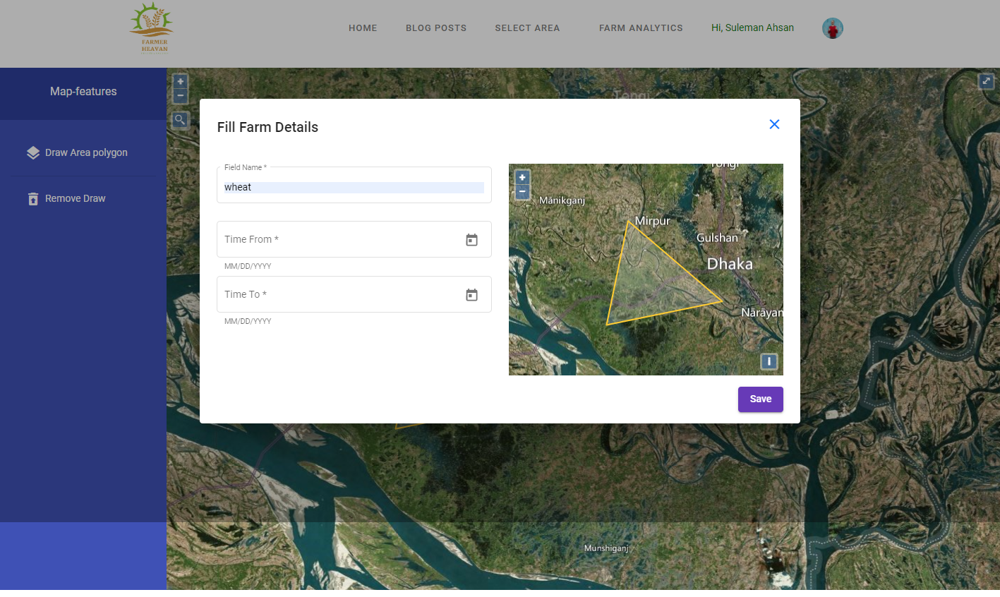 FARMER
HEAVAN
HOME
BLOG POSTS
SELECT AREA
FARM ANALYTICS
Hi, Suleman Ahsan
Map-features
Draw Area polygon
Remove Draw
+
−
Tongi
Fill Farm Details
Field Name *
wheat
Time From *
MM/DD/YYYY
Time To *
MM/DD/YYYY
+
−
Tongi
Mānikganj
Mirpur
Gulshan
Dhaka
Nārāyan
i
Save
Munshiganj